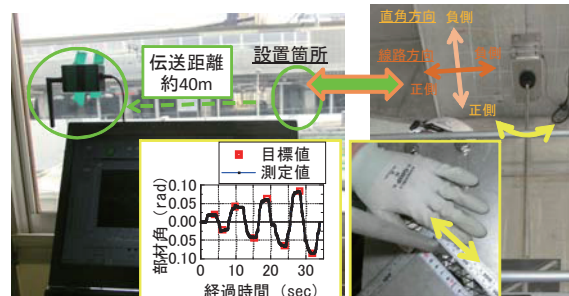 伝送距離
約40m
設置箇所
直角方向
負側
線路方向
正側
正側
目標値
測定値
部材角 (rad)
0.10
0.05
0.00
0.05
0.10
0
10
20
30
経過時間 (sec)